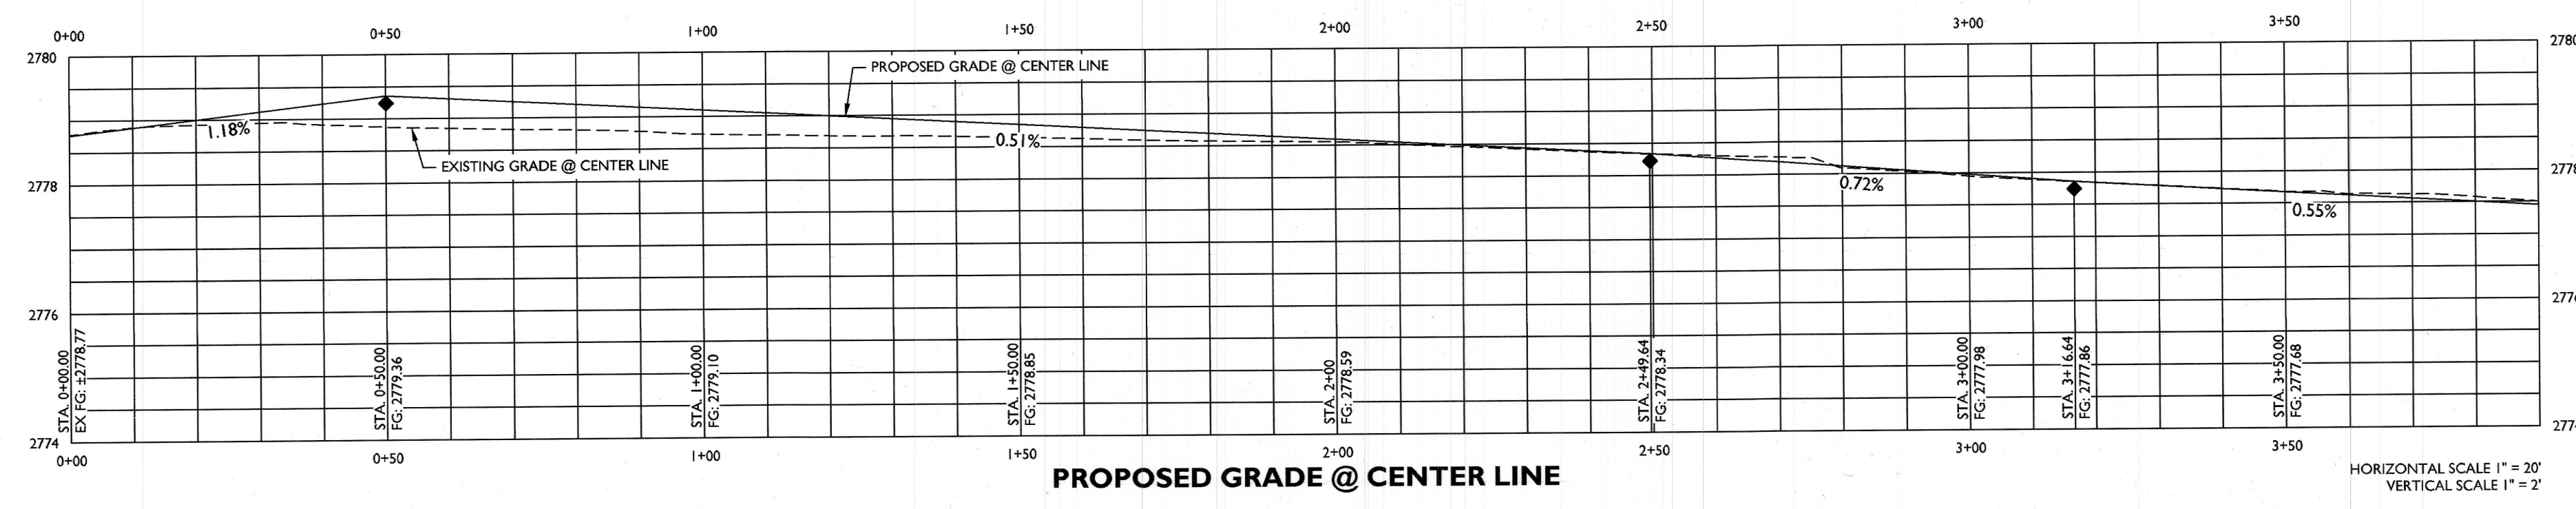 0+00
0+50
1+00
1+50
2+00
2+50
3+00
3+50
2780
2780
PROPOSED GRADE @ CENTER LINE
1.18%
EXISTING GRADE @ CENTER LINE
0.51%
0.72%
0.55%
2778
2778
2776
2776
STA. 0+00.00
EX FG: ±2778.77
STA. 0+50.00
FG: 2779.36
STA. 1+00.00
FG: 2779.10
STA. 1+50.00
FG: 2778.85
STA. 2+00
FG: 2778.59
STA. 2+49.64
FG: 2778.34
STA. 3+00.00
FG: 2777.98
STA. 3+16.64
FG: 2777.86
STA. 3+50.00
FG: 2777.68
2774
0+00
0+50
1+00
1+50
2+00
2+50
3+00
3+50
PROPOSED GRADE @ CENTER LINE
HORIZONTAL SCALE 1" = 20'
VERTICAL SCALE 1" = 2'